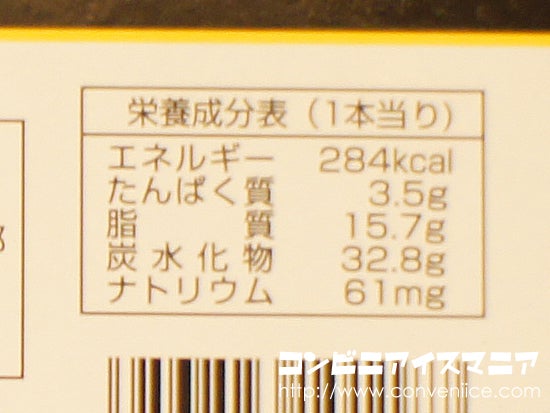 栄養成分表(1本当り)
エネルギー 284kcal
たんぱく質 3.5g
脂質 15.7g
炭水化物 32.8g
ナトリウム 61mg
コンビニアイスマニア
http://www.conveniice.com/